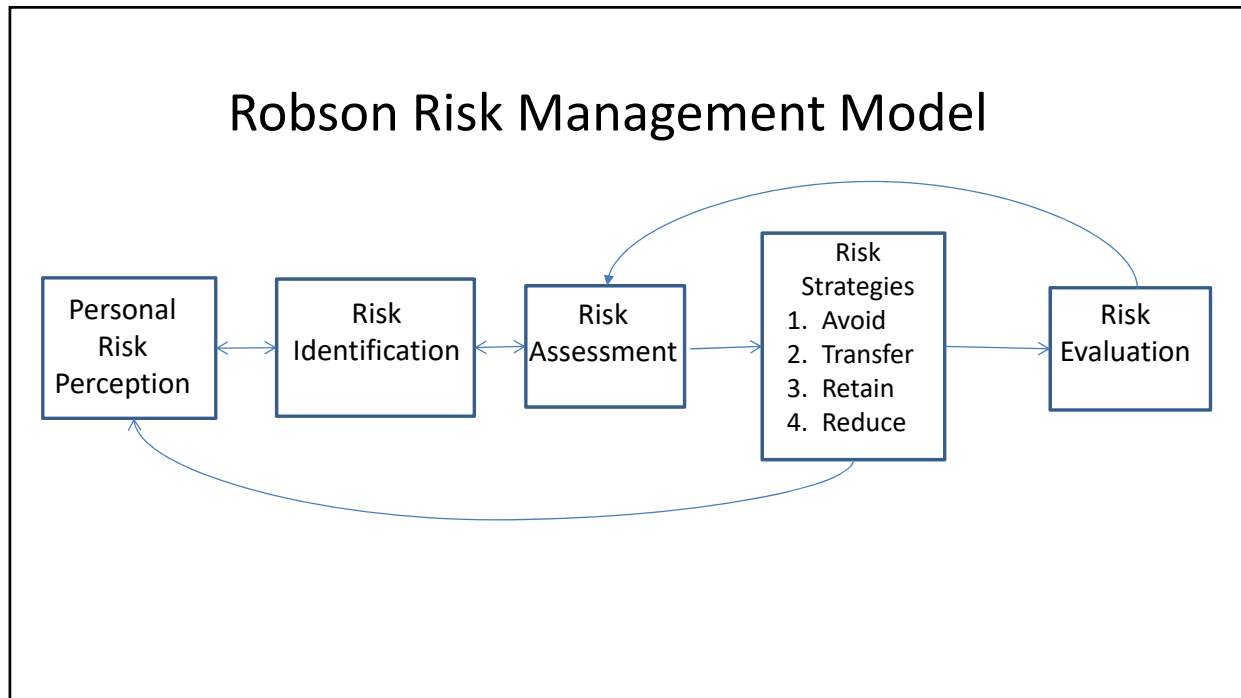 Robson Risk Management Model
Personal
Risk
Perception
Risk
Identification
Risk
Assessment
Risk
Strategies
1. Avoid
2. Transfer
3. Retain
4. Reduce
Risk
Evaluation